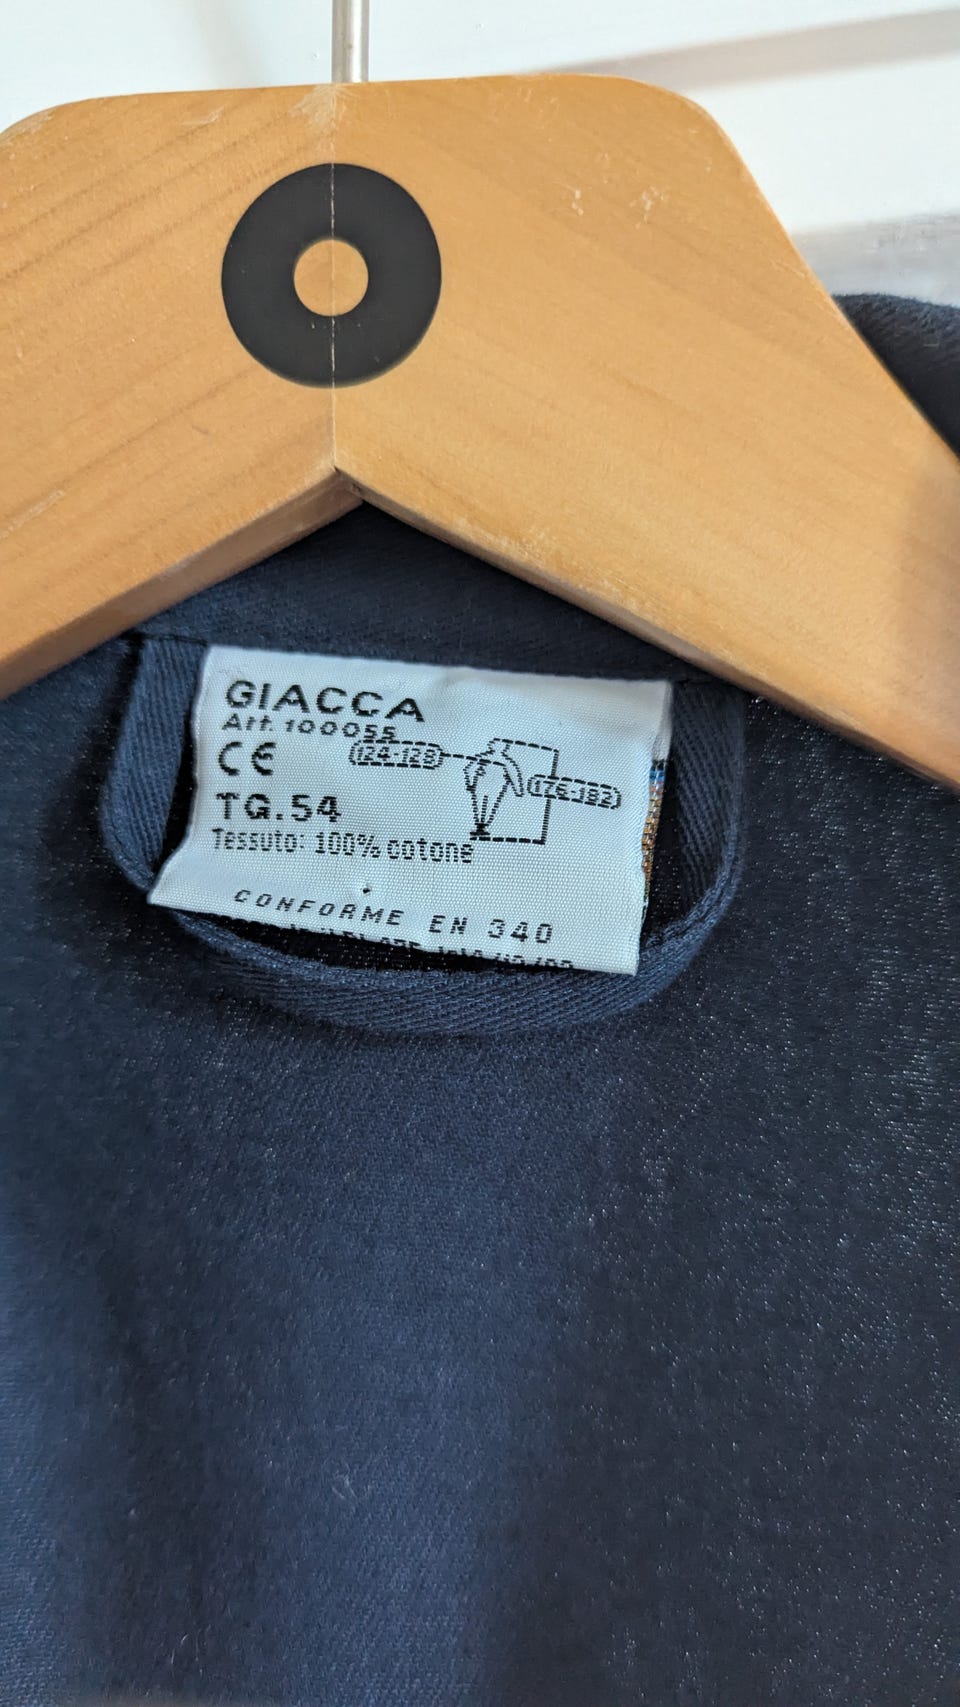 GIACCA
Art. 100055
CE
124-128
176-182
TG.54
Tessuto: 100% cotone
CONFORME EN 340